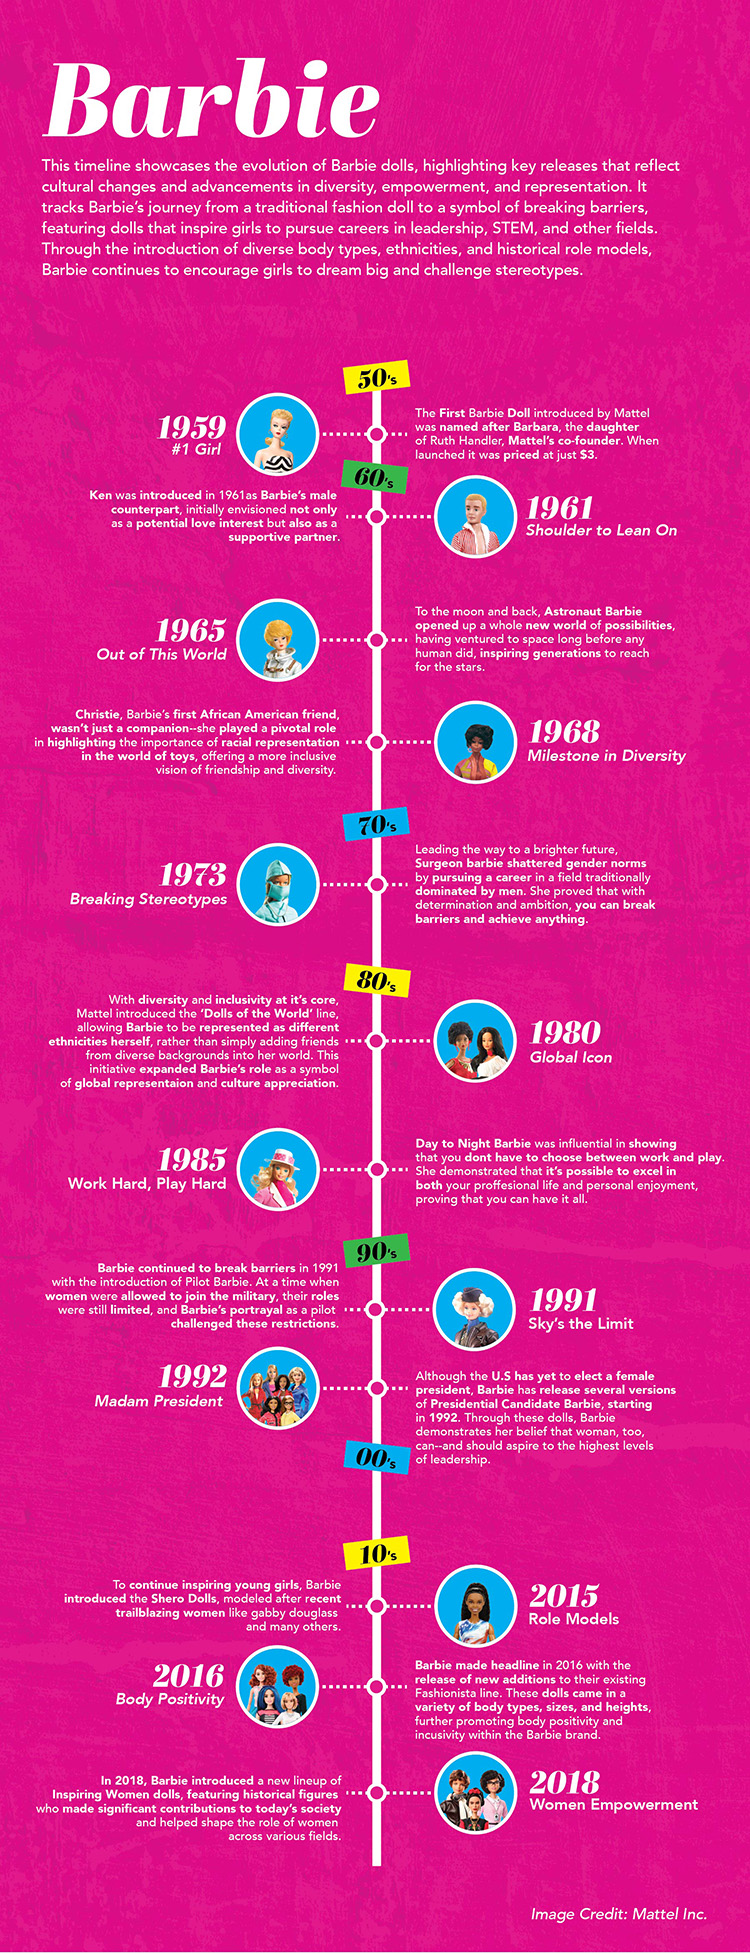 Barbie
This timeline showcases the evolution of Barbie dolls, highlighting key releases that reflect
cultural changes and advancements in diversity, empowerment, and representation. It
tracks Barbie's journey from a traditional fashion doll to a symbol of breaking barriers,
featuring dolls that inspire girls to pursue careers in leadership, STEM, and other fields.
Through the introduction of diverse body types, ethnicities, and historical role models,
Barbie continues to encourage girls to dream big and challenge stereotypes.
50's
1959
#1 Girl
The First Barbie Doll introduced by Mattel
was named after Barbara, the daughter
of Ruth Handler, Mattel's co-founder. When
launched it was priced at just $3.
60's
Ken was introduced in 1961as Barbie's male
counterpart, initially envisioned not only
as a potential love interest but also as a
supportive partner.
1961
Shoulder to Lean On
1965
Out of This World
To the moon and back, Astronaut Barbie
opened up a whole new world of possibilities,
having ventured to space long before any
human did, inspiring generations to reach
for the stars.
Christie, Barbie's first African American friend,
wasn't just a companion--she played a pivotal role
in highlighting the importance of racial representation
in the world of toys, offering a more inclusive
vision of friendship and diversity.
1968
Milestone in Diversity
70's
1973
Breaking Stereotypes
Leading the way to a brighter future,
Surgeon barbie shattered gender norms
by pursuing a career in a field traditionally
dominated by men. She proved that with
determination and ambition, you can break
barriers and achieve anything.
80's
With diversity and inclusivity at it's core,
Mattel introduced the 'Dolls of the World' line,
allowing Barbie to be represented as different
ethnicities herself, rather than simply adding friends
from diverse backgrounds into her world. This
initiative expanded Barbie's role as a symbol
of global representaion and culture appreciation.
1980
Global Icon
1985
Work Hard, Play Hard
Day to Night Barbie was influential in showing
that you dont have to choose between work and play.
She demonstrated that it's possible to excel in
both your proffesional life and personal enjoyment,
proving that you can have it all.
90's
Barbie continued to break barriers in 1991
with the introduction of Pilot Barbie. At a time when
women were allowed to join the military, their roles
were still limited, and Barbie's portrayal as a pilot
challenged these restrictions.
1991
Sky's the Limit
1992
Madam President
Although the U.S has yet to elect a female
president, Barbie has release several versions
of Presidential Candidate Barbie, starting
in 1992. Through these dolls, Barbie
demonstrates her belief that woman, too,
can--and should aspire to the highest levels
of leadership.
00's
10's
To continue inspiring young girls, Barbie
introduced the Shero Dolls, modeled after recent
trailblazing women like gabby douglass
and many others.
2015
Role Models
2016
Body Positivity
Barbie made headline in 2016 with the
release of new additions to their existing
Fashionista line. These dolls came in a
variety of body types, sizes, and heights,
further promoting body positivity and
incusivity within the Barbie brand.
In 2018, Barbie introduced a new lineup of
Inspiring Women dolls, featuring historical figures
who made significant contributions to today's society
and helped shape the role of women
across various fields.
2018
Women Empowerment
Image Credit: Mattel Inc.